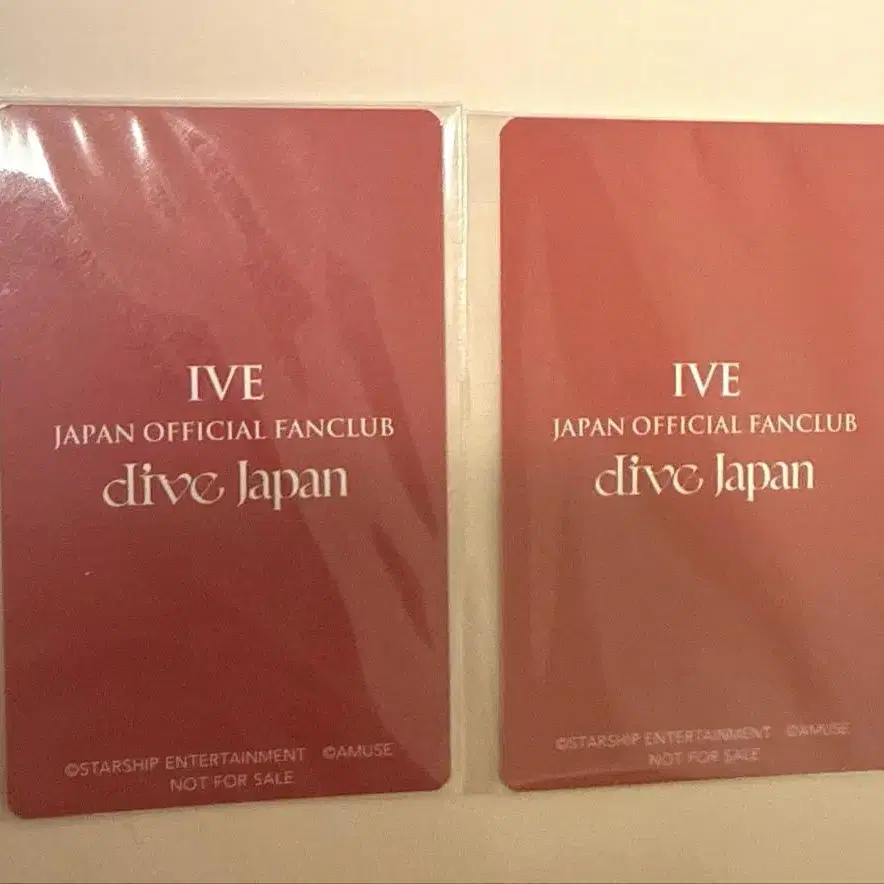 IVE
JAPAN OFFICIAL FANCLUB
dive Japan
©STARSHIP ENTERTAINMENT ©AMUSE
NOT FOR SALE
IVE
JAPAN OFFICIAL FANCLUB
dive Japan
©STARSHIP ENTERTAINMENT ©AMUSE
NOT FOR SALE